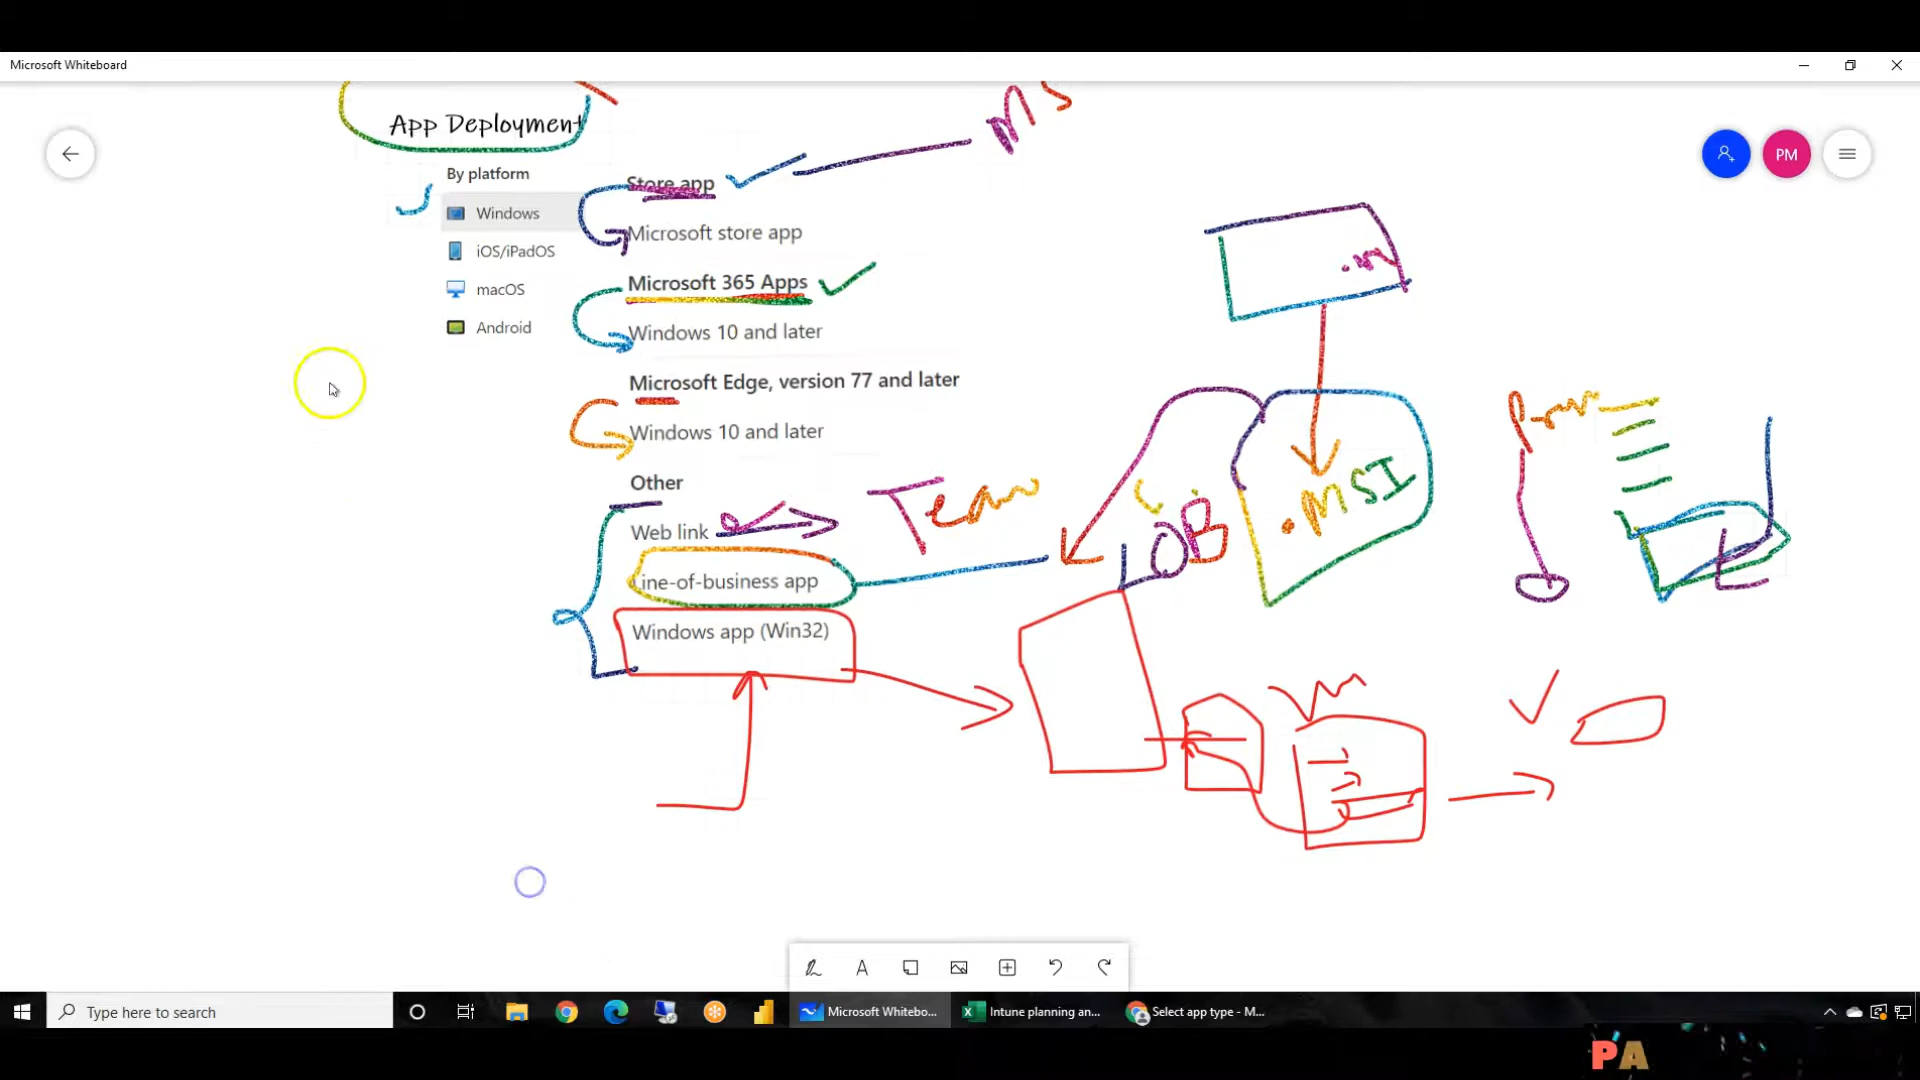 Microsoft Whiteboard
MS
App Deployment
By platform
Windows
iOS/iPadOS
macOS
Android
Store app
Microsoft store app
Microsoft 365 Apps
Windows 10 and later
Microsoft Edge, version 77 and later
Windows 10 and later
Other
Web link
Team
Line-of-business app
LOB
.MSI
Windows app (Win32)
PM
Type here to search
Microsoft Whitebo...
Intune planning an...
Select app type - M...
PA